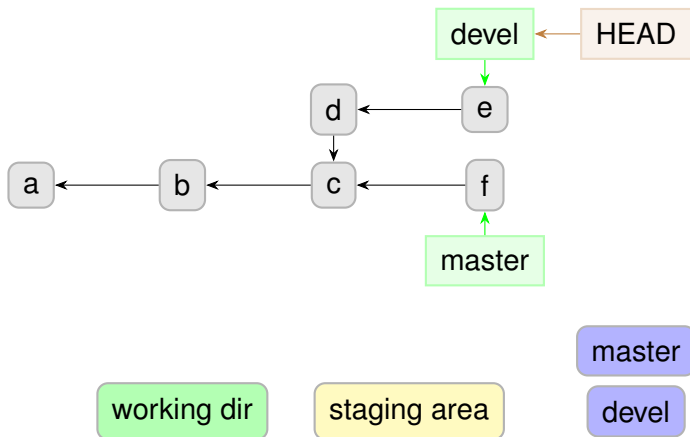 devel HEAD
d e
a b c f
master
master
working dir staging area devel